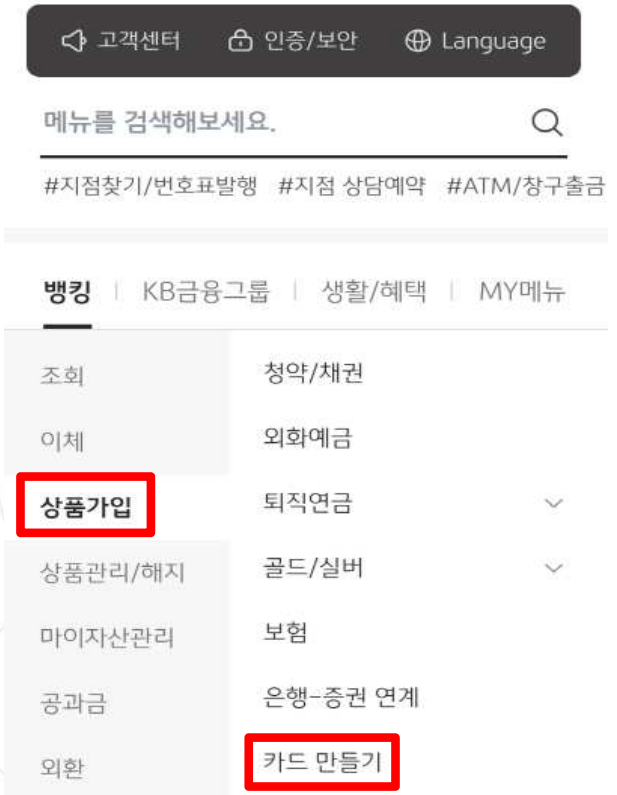 고객센터 인증/보안 Language
메뉴를 검색해보세요.
#지점찾기/번호표발행 #지점 상담예약 #ATM/창구출금
뱅킹 KB금융그룹 생활/혜택 MY메뉴
조회 청약/채권
이체 외화예금
상품가입 퇴직연금
상품관리/해지 골드/실버
마이자산관리 보험
공과금 은행-증권 연계
외환 카드 만들기